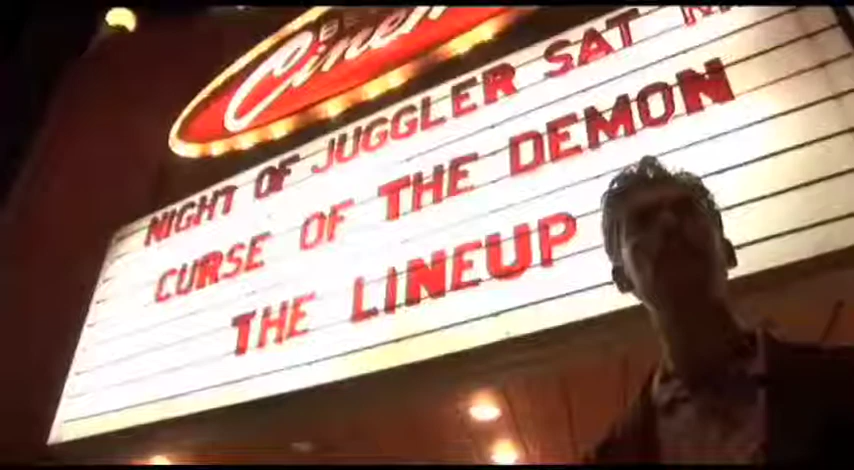 Cinema
NIGHT OF JUGGLER SAT
CURSE OF THE DEMON
THE LINEUP